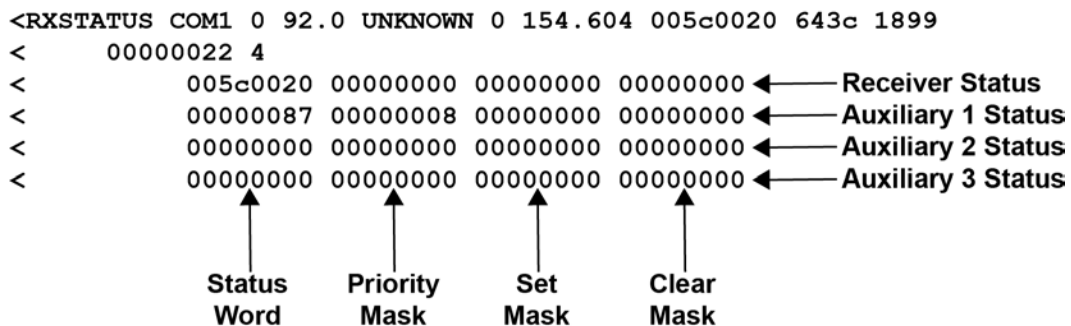 <RXSTATUS COM1 0 92.0 UNKNOWN 0 154.604 005c0020 643c 1899
< 00000022 4
< 005c0020 00000000 00000000 00000000 Receiver Status
< 00000087 00000008 00000000 00000000 Auxiliary 1 Status
< 00000000 00000000 00000000 00000000 Auxiliary 2 Status
< 00000000 00000000 00000000 00000000 Auxiliary 3 Status
Status Priority Set Clear
Word Mask Mask Mask